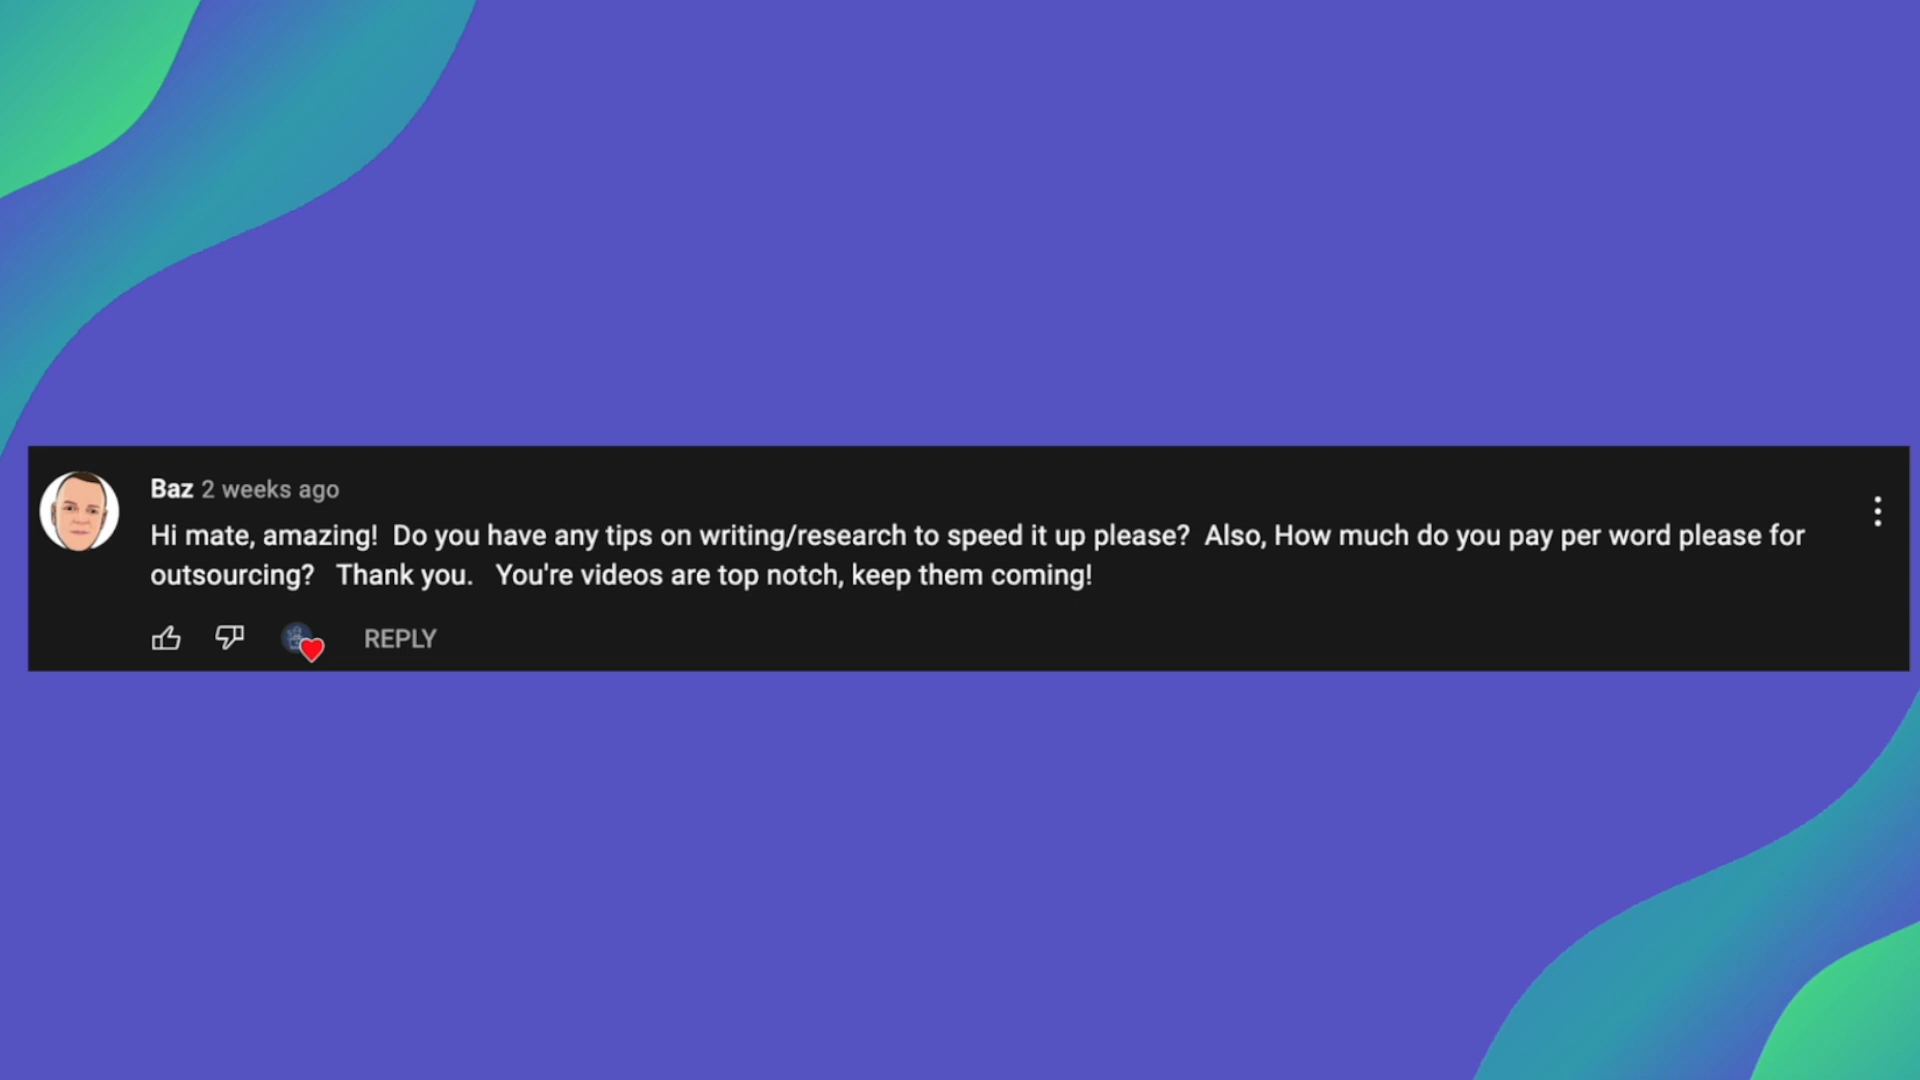 Baz 2 weeks ago
Hi mate, amazing! Do you have any tips on writing/research to speed it up please? Also, How much do you pay per word please for
outsourcing? Thank you. You're videos are top notch, keep them coming!
REPLY